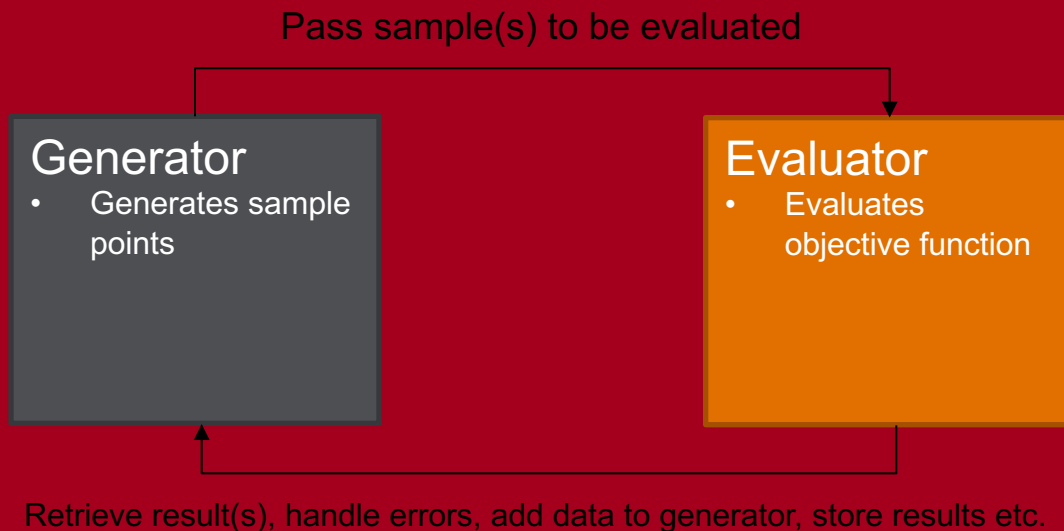 Pass sample(s) to be evaluated
Generator
• Generates sample
points
Evaluator
• Evaluates
objective function
Retrieve result(s), handle errors, add data to generator, store results etc.